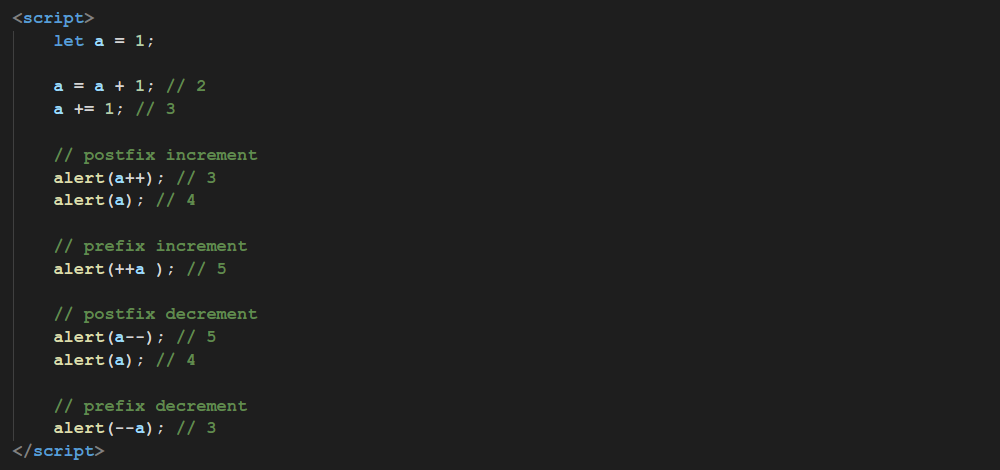 <script>
let a = 1;
a = a + 1; // 2
a += 1; // 3
// postfix increment
alert(a++); // 3
alert(a); // 4
// prefix increment
alert(++a ); // 5
// postfix decrement
alert(a--); // 5
alert(a); // 4
// prefix decrement
alert(--a); // 3
</script>